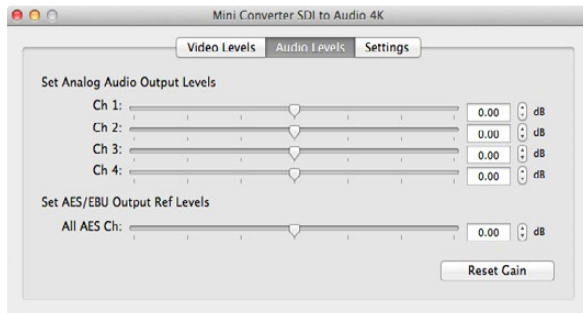 Mini Converter SDI to Audio 4K
Video Levels Audio Levels Settings
Set Analog Audio Output Levels
Ch 1: 0.00 dB
Ch 2: 0.00 dB
Ch 3: 0.00 dB
Ch 4: 0.00 dB
Set AES/EBU Output Ref Levels
All AES Ch: 0.00 dB
Reset Gain